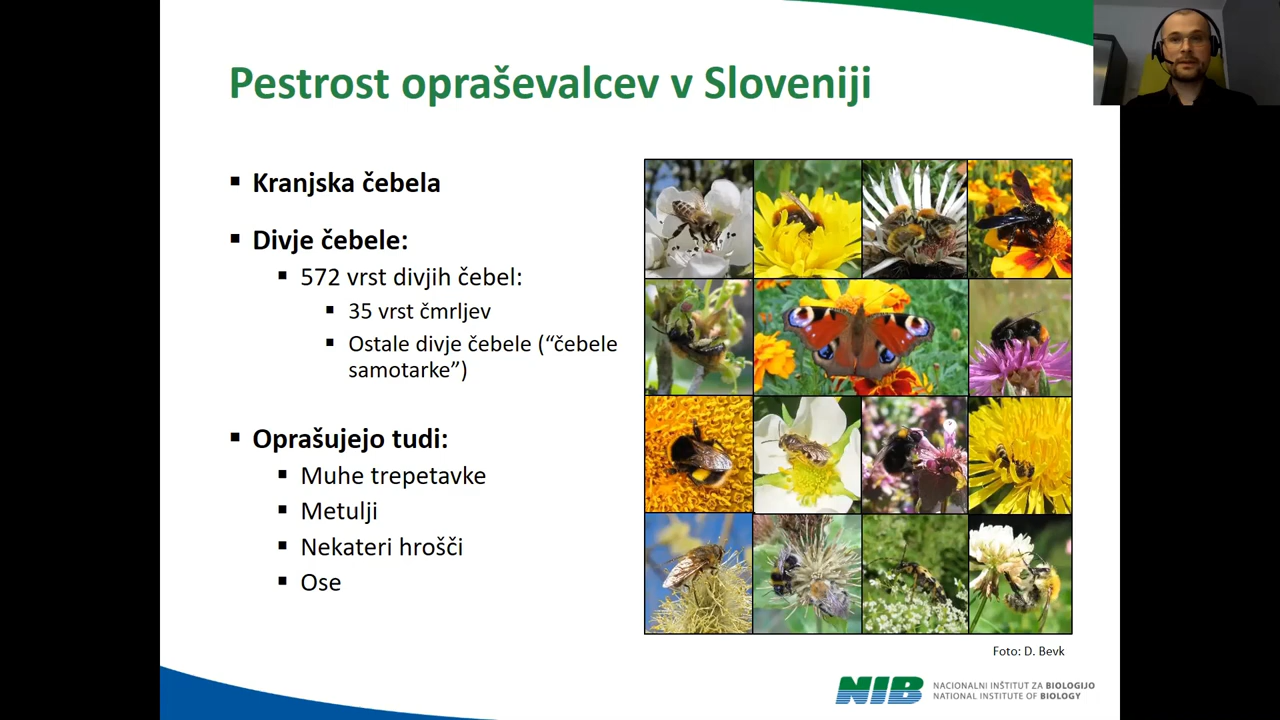 Pestrost opraševalcev v Sloveniji
Kranjska čebela
Divje čebele:
572 vrst divjih čebel:
35 vrst čmrljev
Ostale divje čebele (“čebele
samotarke”)
Oprašujejo tudi:
Muhe trepetavke
Metulji
Nekateri hrošči
Ose
Foto: D. Bevk
NIB
NACIONALNI INŠTITUT ZA BIOLOGIJO
NATIONAL INSTITUTE OF BIOLOGY